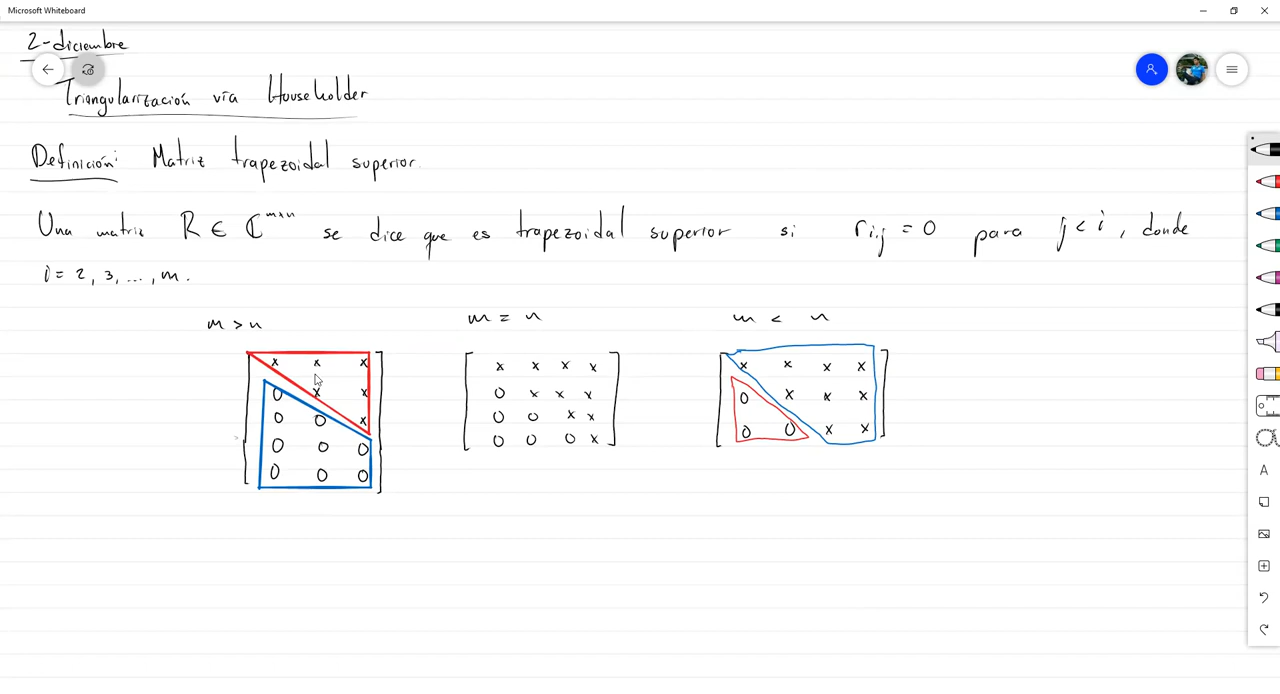 Microsoft Whiteboard
2-diciembre
Triangularización vía Householder
Definición: Matriz trapezoidal superior.
Una matriz R ∈ ℂ^{m×n} se dice que es trapezoidal superior si r_{ij} = 0 para j < i, donde
i = 2, 3, ..., m.
m > n
x x x
0 x x
0 0 x
0 0 0
0 0 0
m = n
x x x x
0 x x x
0 0 x x
0 0 0 x
m < n
x x x x
0 x x x
0 0 x x
A